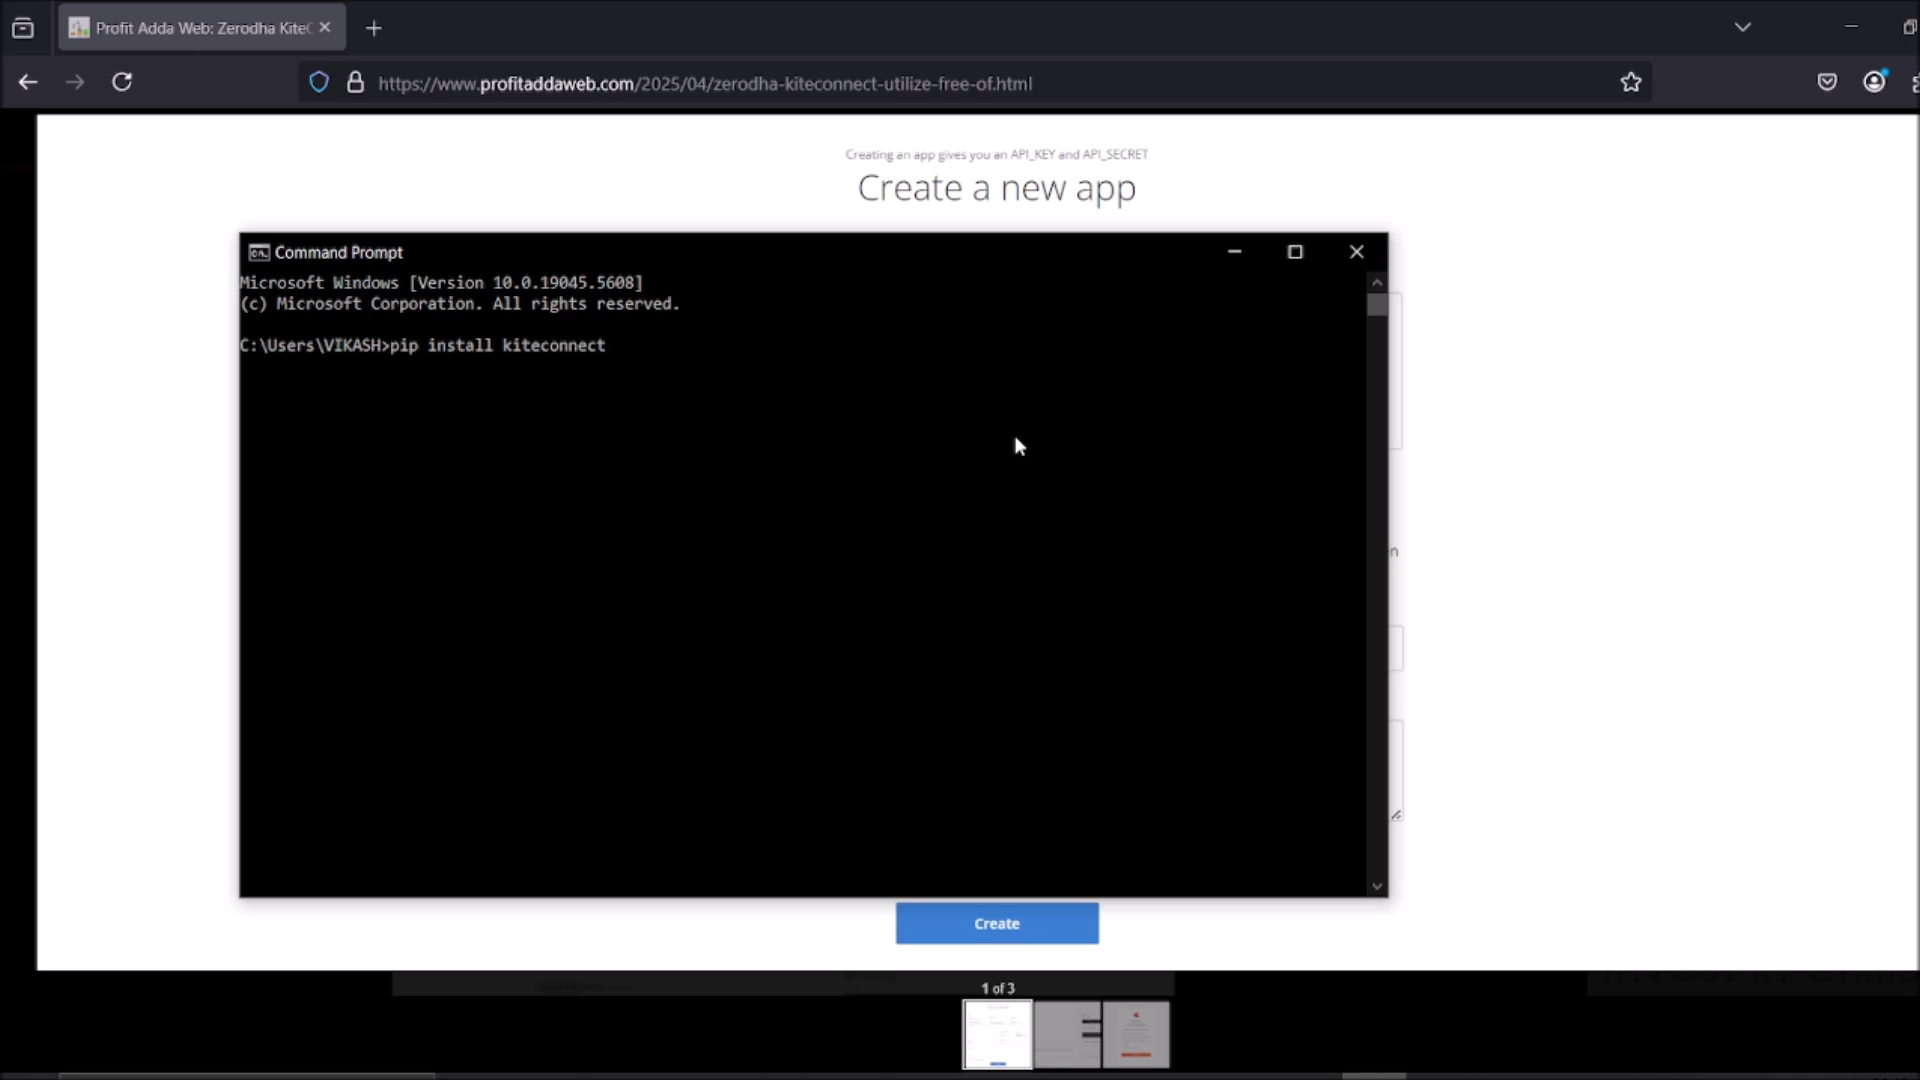 Profit Adda Web: Zerodha Kite
https://www.profitaddaweb.com/2025/04/zerodha-kiteconnect-utilize-free-of.html
Creating an app gives you an API_KEY and API_SECRET
Create a new app
Command Prompt
Microsoft Windows [Version 10.0.19045.5608]
(c) Microsoft Corporation. All rights reserved.
C:\Users\VIKASH>pip install kiteconnect
Create
1 of 3